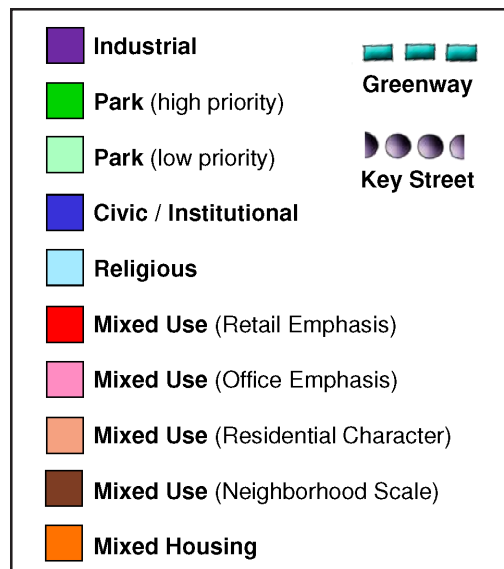 Industrial
Park (high priority)
Park (low priority)
Civic / Institutional
Religious
Mixed Use (Retail Emphasis)
Mixed Use (Office Emphasis)
Mixed Use (Residential Character)
Mixed Use (Neighborhood Scale)
Mixed Housing
Greenway
Key Street